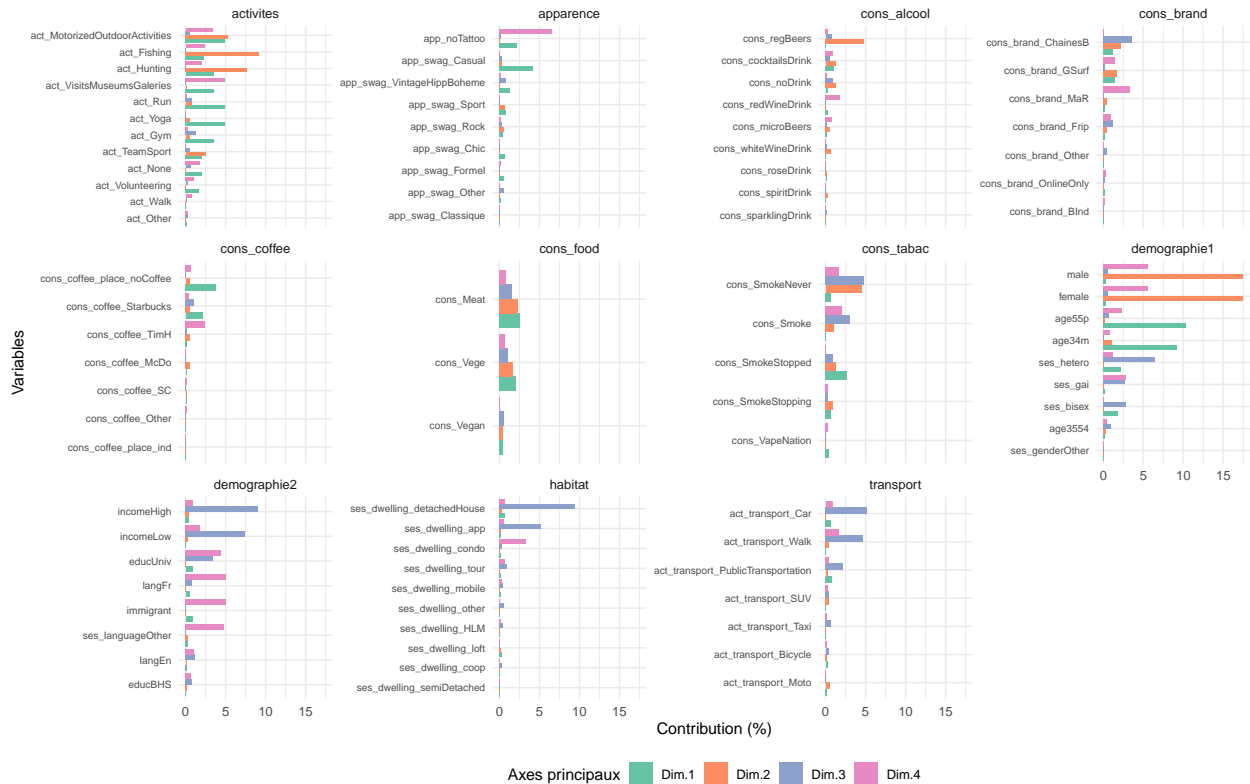 activites
act_MotorizedOutdoorActivities
act_Fishing
act_Hunting
act_VisitsMuseumsGaleries
act_Run
act_Yoga
act_Gym
act_TeamSport
act_None
act_Volunteering
act_Walk
act_Other
apparence
app_noTattoo
app_swag_Casual
app_swag_VintageHippBoheme
app_swag_Sport
app_swag_Rock
app_swag_Chic
app_swag_Formel
app_swag_Other
app_swag_Classique
cons_alcool
cons_regBeers
cons_cocktailsDrink
cons_noDrink
cons_redWineDrink
cons_microBeers
cons_whiteWineDrink
cons_roseDrink
cons_spiritDrink
cons_sparklingDrink
cons_brand
cons_brand_ChainesB
cons_brand_GSurf
cons_brand_MaR
cons_brand_Frip
cons_brand_Other
cons_brand_OnlineOnly
cons_brand_BInd
cons_coffee
cons_coffee_place_noCoffee
cons_coffee_Starbucks
cons_coffee_TimH
cons_coffee_McDo
cons_coffee_SC
cons_coffee_Other
cons_coffee_place_ind
cons_food
cons_Meat
cons_Vege
cons_Vegan
cons_tabac
cons_SmokeNever
cons_Smoke
cons_SmokeStopped
cons_SmokeStopping
cons_VapeNation
demographie1
male
female
age55p
age34m
ses_hetero
ses_gai
ses_bisex
age3554
ses_genderOther
0 5 10 15
demographie2
incomeHigh
incomeLow
educUniv
langFr
immigrant
ses_languageOther
langEn
educBHS
0 5 10 15
habitat
ses_dwelling_detachedHouse
ses_dwelling_app
ses_dwelling_condo
ses_dwelling_tour
ses_dwelling_mobile
ses_dwelling_other
ses_dwelling_HLM
ses_dwelling_loft
ses_dwelling_coop
ses_dwelling_semiDetached
0 5 10 15
transport
act_transport_Car
act_transport_Walk
act_transport_PublicTransportation
act_transport_SUV
act_transport_Taxi
act_transport_Bicycle
act_transport_Moto
0 5 10 15
Variables
Contribution (%)
Axes principaux Dim.1 Dim.2 Dim.3 Dim.4